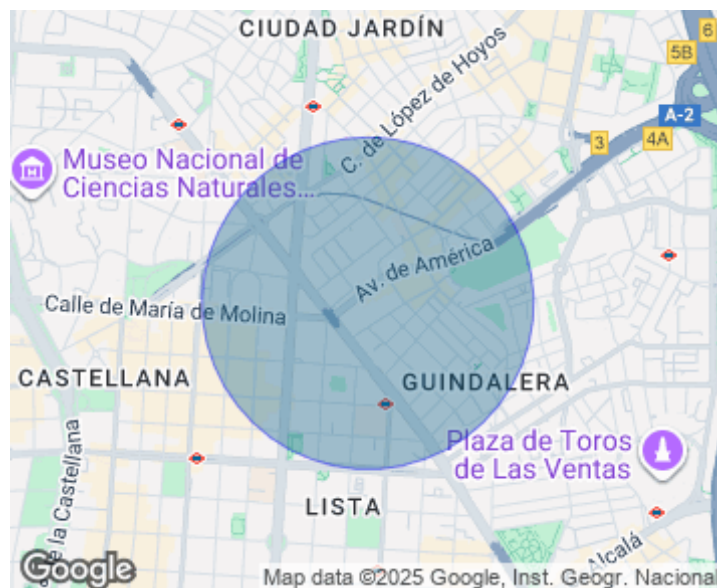 CIUDAD JARDÍN
6
5B
C. de López de Hoyos
A-2
3
4A
Museo Nacional de
Ciencias Naturales...
Av. de América
Calle de María de Molina
CASTELLANA
GUINDALERA
Plaza de Toros
de Las Ventas
de la Castellana
LISTA
Alcalá
Google
Map data ©2025 Google, Inst. Geogr. Nacional